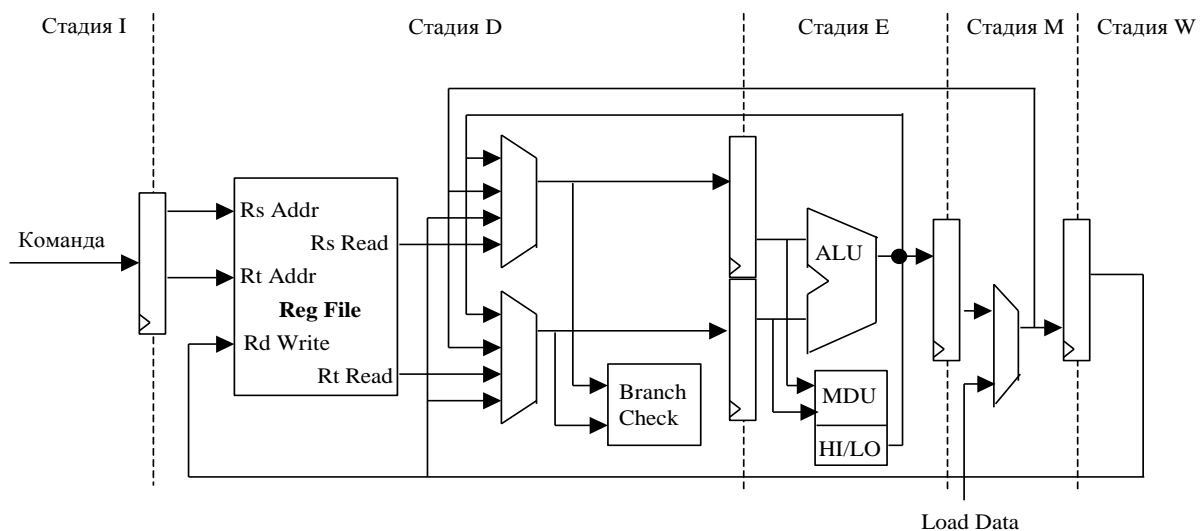 Стадия I
Стадия D
Стадия E
Стадия M
Стадия W
Команда
Rs Addr
Rs Read
Rt Addr
Reg File
Rd Write
Rt Read
Branch
Check
ALU
MDU
HI/LO
Load Data